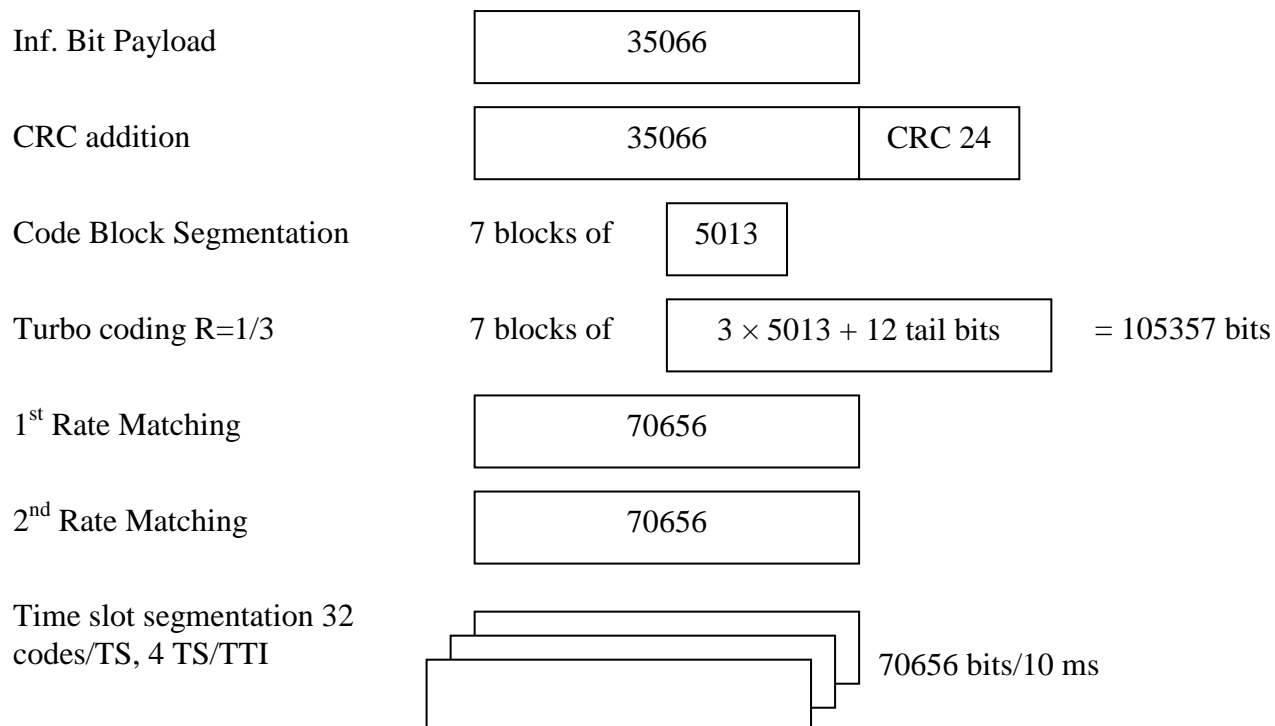 Inf. Bit Payload 35066
CRC addition 35066 CRC 24
Code Block Segmentation 7 blocks of 5013
Turbo coding R=1/3 7 blocks of 3 × 5013 + 12 tail bits = 105357 bits
1st Rate Matching 70656
2nd Rate Matching 70656
Time slot segmentation 32
codes/TS, 4 TS/TTI 70656 bits/10 ms